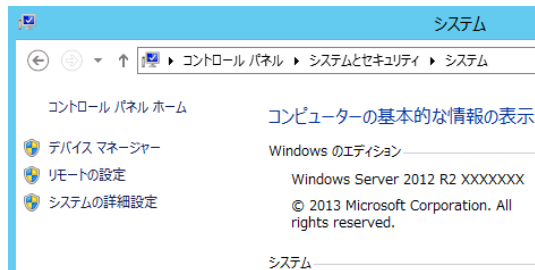 システム
コントロール パネル ▸ システムとセキュリティ ▸ システム
コントロール パネル ホーム
デバイス マネージャー
リモートの設定
システムの詳細設定
コンピューターの基本的な情報の表示
Windows のエディション
Windows Server 2012 R2 XXXXXXX
© 2013 Microsoft Corporation. All
rights reserved.
システム